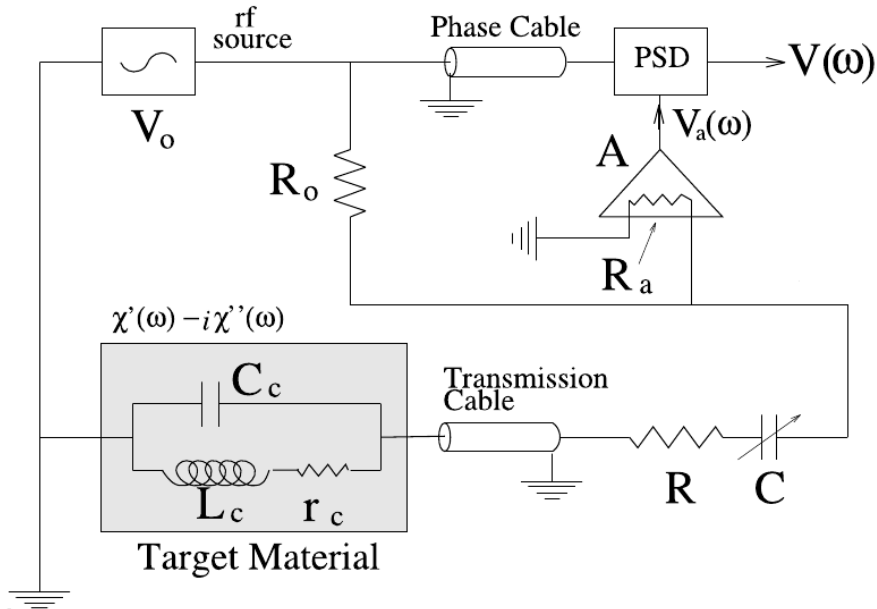 rf
source
Phase Cable
PSD
V(ω)
V₀
Vₐ(ω)
A
R₀
Rₐ
χ'(ω) – iχ''(ω)
C c
Transmission
Cable
L c
r c
R
C
Target Material